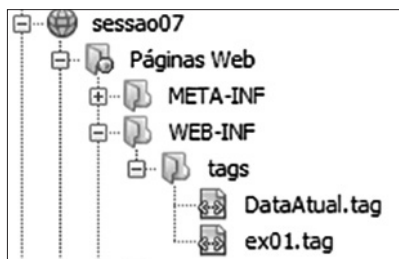 sessao07
Páginas Web
META-INF
WEB-INF
tags
DataAtual.tag
ex01.tag